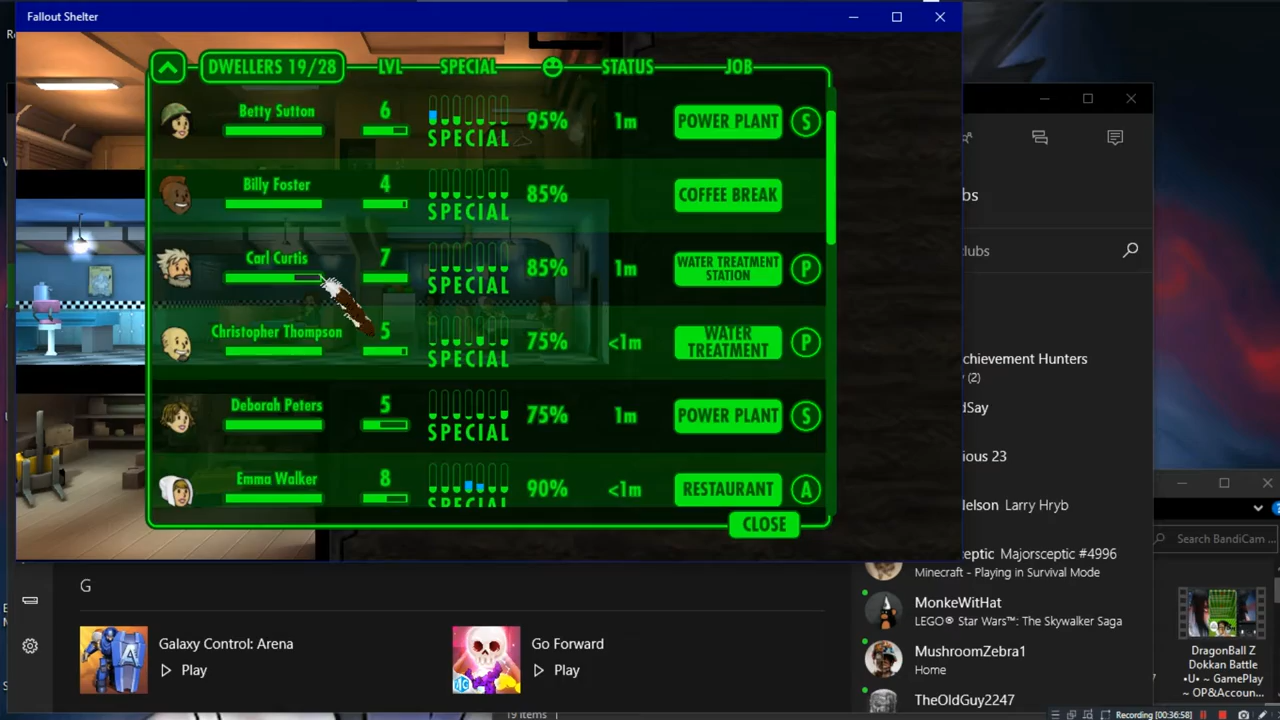 Fallout Shelter
DWELLERS 19/28 LVL SPECIAL STATUS JOB
Betty Sutton 6 SPECIAL 95% 1m POWER PLANT S
Billy Foster 4 SPECIAL 85% COFFEE BREAK
Carl Curtis 7 SPECIAL 85% 1m WATER TREATMENT
STATION P
Christopher Thompson 5 SPECIAL 75% <1m WATER
TREATMENT P
Deborah Peters 5 SPECIAL 75% 1m POWER PLANT S
Emma Walker 8 SPECIAL 90% <1m RESTAURANT A
CLOSE
bs
clubs
chievement Hunters
(2)
dSay
ious 23
elson Larry Hryb
eptic Majorsceptic #4996
Minecraft - Playing in Survival Mode
MonkeWitHat
LEGO® Star Wars™: The Skywalker Saga
MushroomZebra1
Home
TheOldGuy2247
G
Galaxy Control: Arena
Play
Go Forward
Play
Search BandiCam ...
DragonBall Z
Dokkan Battle
•U• ~ GamePlay
~ OP&Accoun...
19 items
Recording [00:36:58]